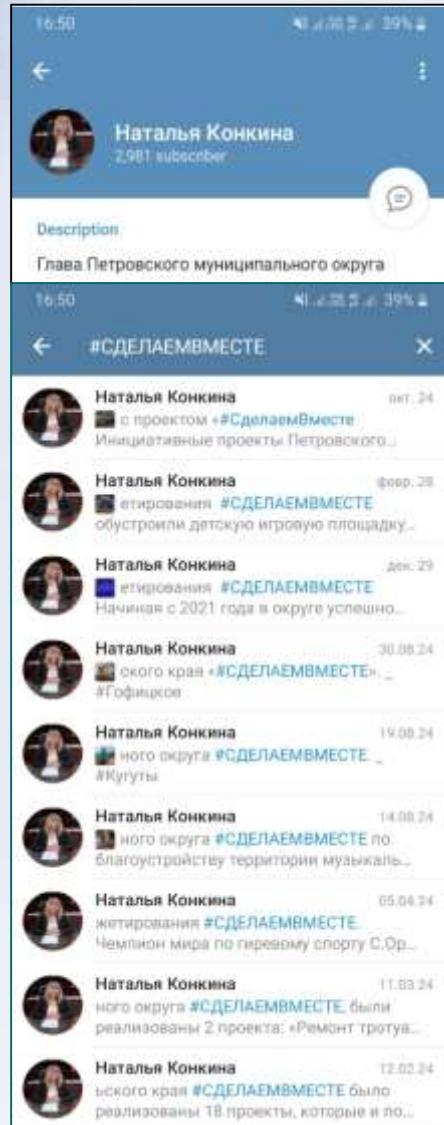 16:50
39%
Наталья Конкина
2,981 subscriber
Description
Глава Петровского муниципального округа
16:50
39%
#СДЕЛАЕМВМЕСТЕ
Наталья Конкина окт. 24
с проектом «#СделаемВместе
Инициативные проекты Петровского...
Наталья Конкина февр. 28
етирования #СДЕЛАЕМВМЕСТЕ
обустроили детскую игровую площадку...
Наталья Конкина дек. 29
етирования #СДЕЛАЕМВМЕСТЕ
Начиная с 2021 года в округе успешно...
Наталья Конкина 30.08.24
ского края «#СДЕЛАЕМВМЕСТЕ». _
#Гофицкое
Наталья Конкина 19.08.24
ного округа #СДЕЛАЕМВМЕСТЕ. _
#Кугуты
Наталья Конкина 14.08.24
ного округа #СДЕЛАЕМВМЕСТЕ по
благоустройству территории музыкаль...
Наталья Конкина 05.04.24
жетирования #СДЕЛАЕМВМЕСТЕ.
Чемпион мира по гиревому спорту С.Ор...
Наталья Конкина 11.03.24
ного округа #СДЕЛАЕМВМЕСТЕ, были
реализованы 2 проекта: «Ремонт тротуа...
Наталья Конкина 12.02.24
ьского края #СДЕЛАЕМВМЕСТЕ было
реализованы 18 проекты, которые и по...